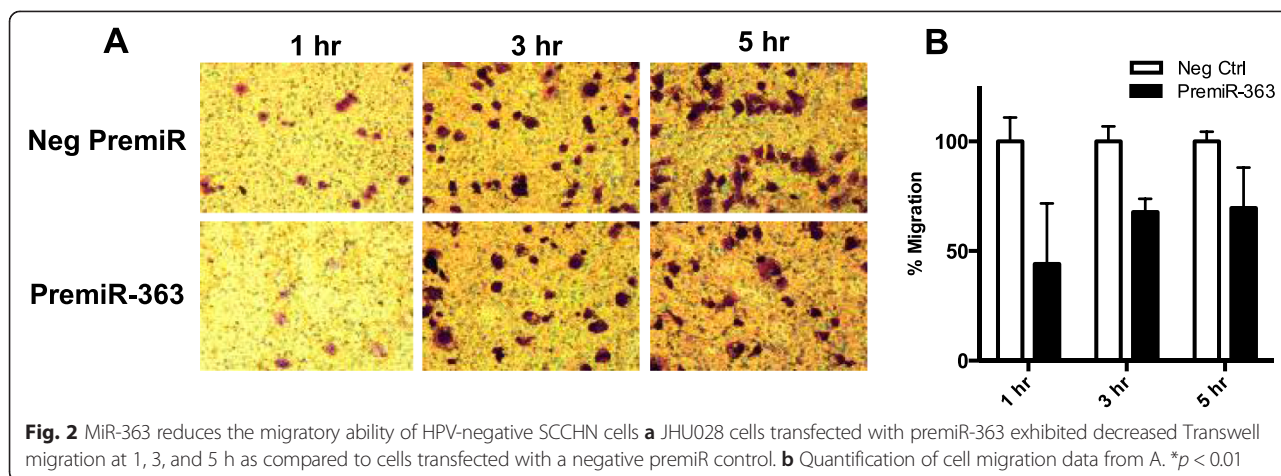 A
1 hr 3 hr 5 hr
Neg PremiR
PremiR-363
B
Neg Ctrl
PremiR-363
% Migration
100
50
0
1 hr 3 hr 5 hr
Fig. 2 MiR-363 reduces the migratory ability of HPV-negative SCCHN cells a JHU028 cells transfected with premiR-363 exhibited decreased Transwell
migration at 1, 3, and 5 h as compared to cells transfected with a negative premiR control. b Quantification of cell migration data from A. *p < 0.01